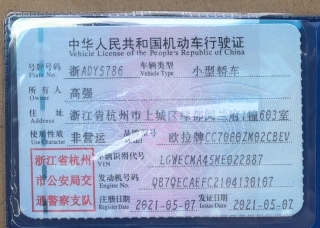 中华人民共和国机动车行驶证
Vehicle License of the People's Republic of China
号牌号码 浙ADY5786 车辆类型 小型轿车
Plate No. Vehicle Type
所有人 高强
Owner
住址 浙江省杭州市上城区 603室
Address
使用性质 非营运 品牌型号 欧拉牌CC7000ZM02CBEV
Use Character
浙江省杭州市公安局交通警察支队
车辆识别代号 LGWECMA45ME022887
VIN
发动机号码 QB7QECAEFC2104130107
Engine No.
注册日期 2021-05-07 发证日期 2021-05-07
Register Date Issue Date